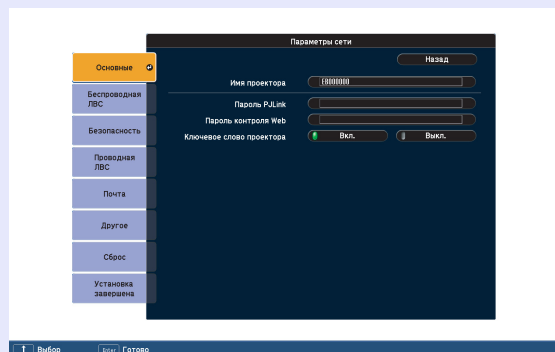 Параметры сети
Назад
Основные
Имя проектора
EB000000
Беспроводная
ЛВС
Пароль PJLink
Пароль контроля Web
Безопасность
Ключевое слово проектора
Вкл.
Выкл.
Проводная
ЛВС
Почта
Другое
Сброс
Установка
завершена
Выбор
Enter Готово